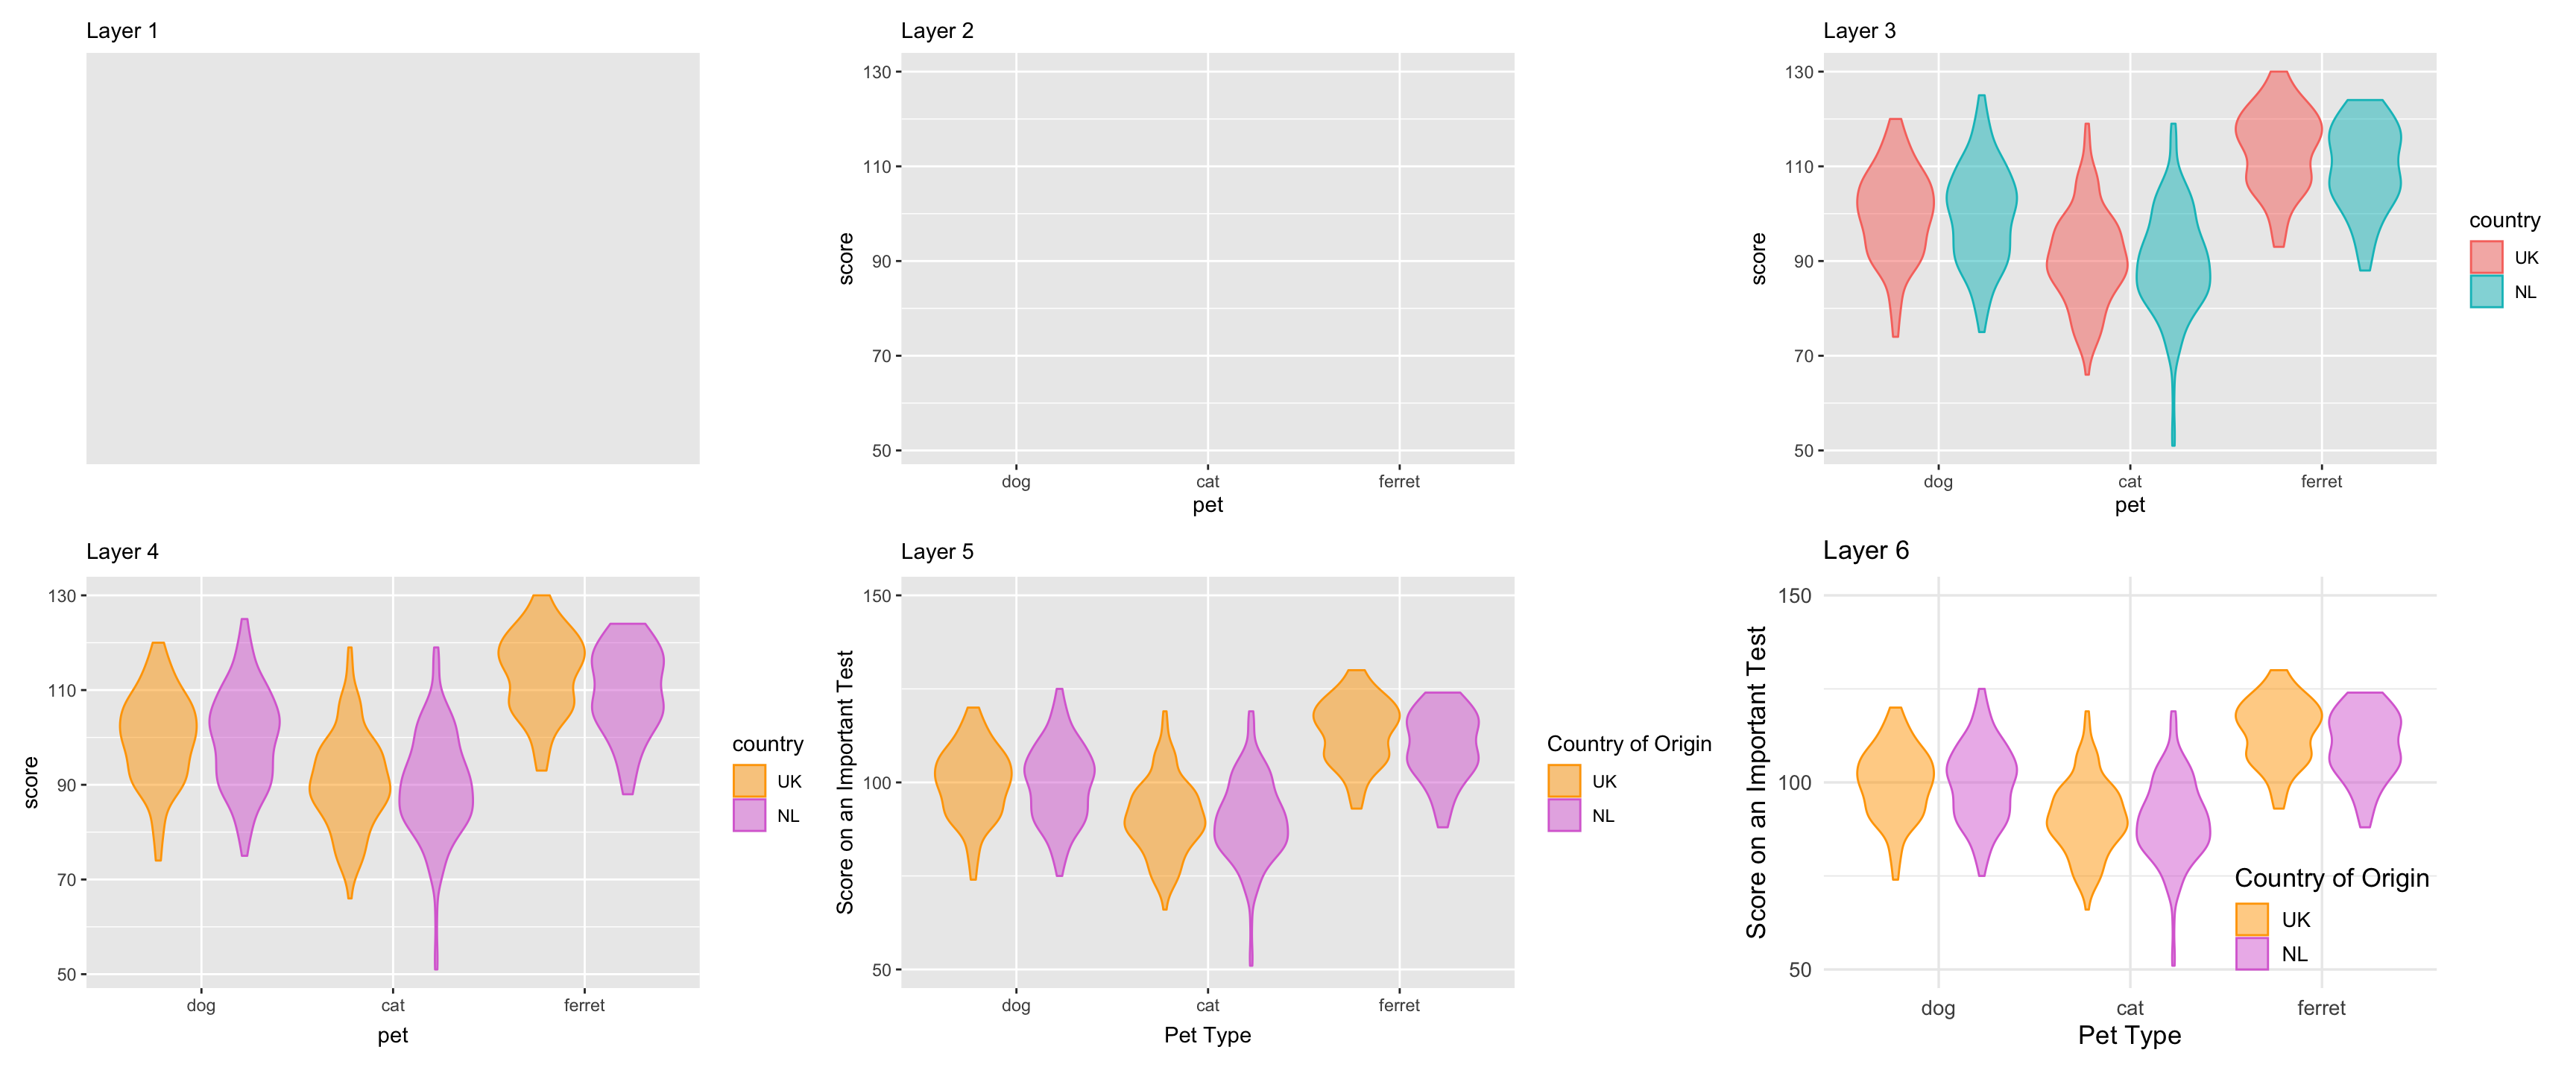 Layer 1
Layer 2
130
110
90
70
50
score
dog cat ferret
pet
Layer 3
130
110
90
70
50
score
dog cat ferret
pet
country
UK
NL
Layer 4
130
110
90
70
50
score
dog cat ferret
pet
country
UK
NL
Layer 5
150
100
50
Score on an Important Test
dog cat ferret
Pet Type
Country of Origin
UK
NL
Layer 6
150
100
50
Score on an Important Test
dog cat ferret
Pet Type
Country of Origin
UK
NL